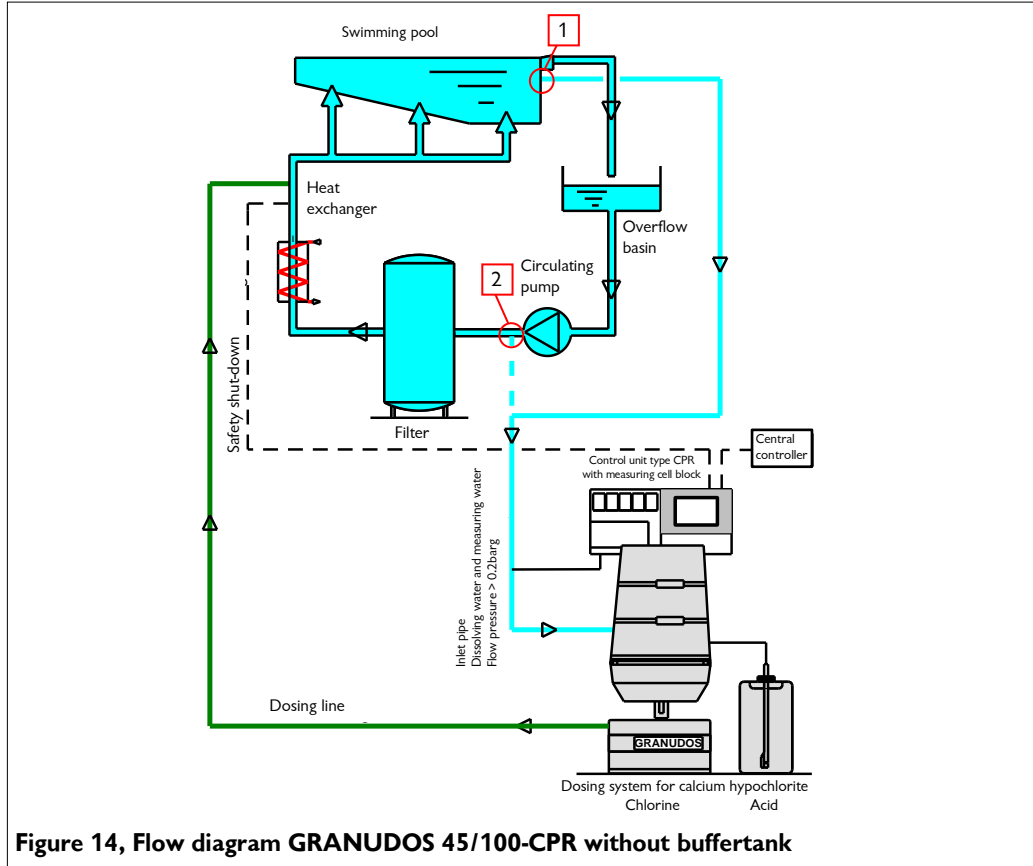 Swimming pool
1
Heat
exchanger
Overflow
basin
Circulating
pump
2
Safety shut-down
Filter
Central
controller
Control unit type CPR
with measuring cell block
Inlet pipe
Dissolving water and measuring water
Flow pressure > 0.2barg
Dosing line
GRANUDOS
Dosing system for calcium hypochlorite
Chlorine
Acid
Figure 14, Flow diagram GRANUDOS 45/100-CPR without buffertank